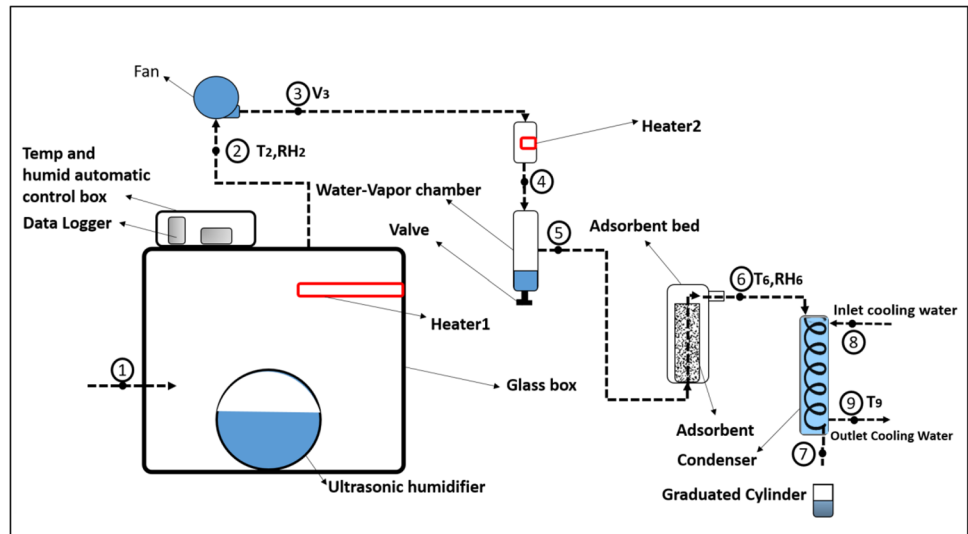 Fan
3 V3
2 T2,RH2
Heater2
Temp and
humid automatic
control box
Data Logger
Water-Vapor chamber
4
Valve
5
Adsorbent bed
6 T6,RH6
Heater1
Inlet cooling water
8
1
Glass box
9 T9
Outlet Cooling Water
Adsorbent
Condenser
7
Ultrasonic humidifier
Graduated Cylinder